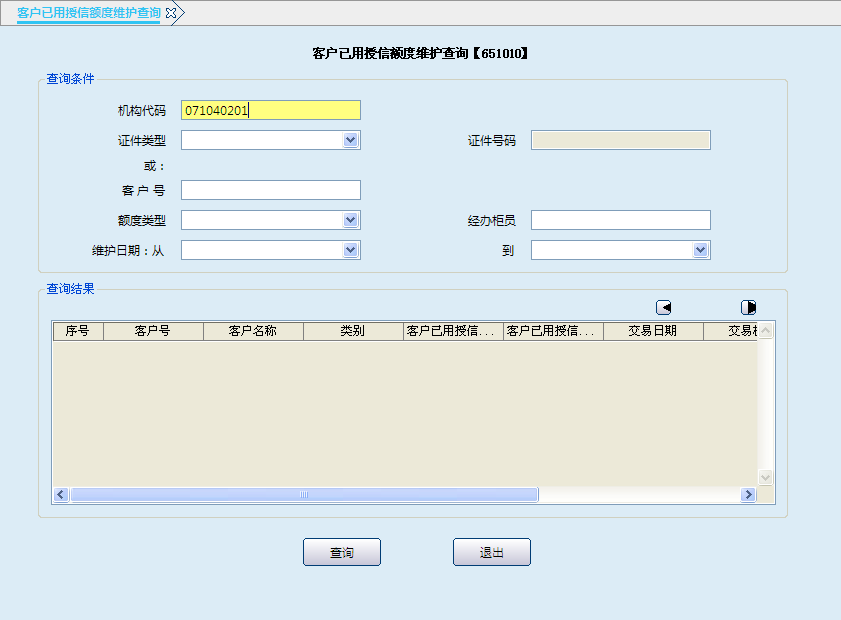 客户已用授信额度维护查询
客户已用授信额度维护查询【651010】
查询条件
机构代码 071040201
证件类型 证件号码
或：
客 户 号
额度类型 经办柜员
维护日期：从 到
查询结果
序号 客户号 客户名称 类别 客户已用授信... 客户已用授信... 交易日期 交易
查询 退出